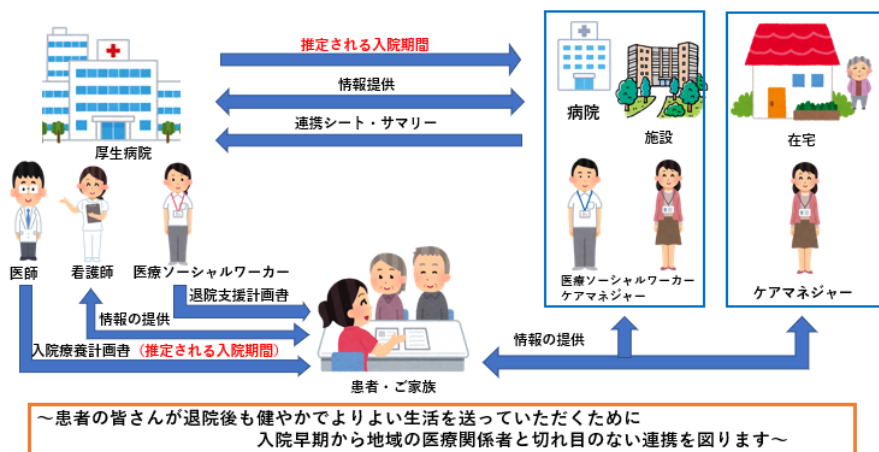 推定される入院期間
情報提供
連携シート・サマリー
厚生病院
病院
施設
在宅
医師
看護師
医療ソーシャルワーカー
医療ソーシャルワーカー
ケアマネジャー
ケアマネジャー
退院支援計画書
情報の提供
入院療養計画書（推定される入院期間）
情報の提供
患者・ご家族
～患者の皆さんが退院後も健やかでよりよい生活を送っていただくために
入院早期から地域の医療関係者と切れ目のない連携を図ります～